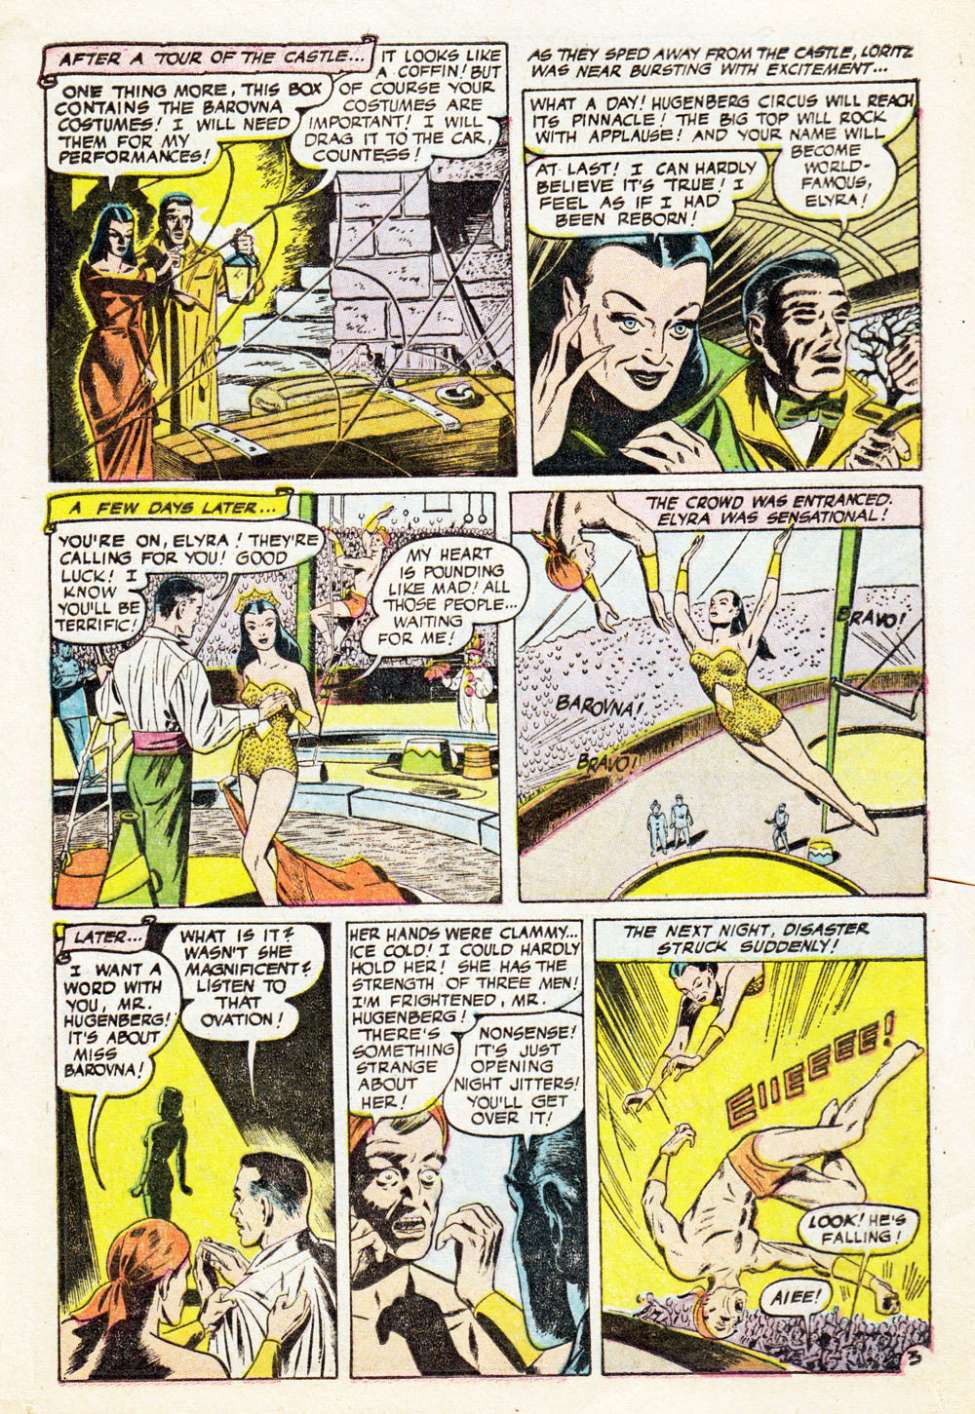 AFTER A TOUR OF THE CASTLE...
ONE THING MORE, THIS BOX
CONTAINS THE BAROVNA
COSTUMES! I WILL NEED
THEM FOR MY
PERFORMANCES!
IT LOOKS LIKE
A COFFIN! BUT
OF COURSE YOUR
COSTUMES ARE
IMPORTANT! I WILL
DRAG IT TO THE CAR,
COUNTESS!
AS THEY SPED AWAY FROM THE CASTLE, LORITZ
WAS NEAR BURSTING WITH EXCITEMENT...
WHAT A DAY! HUGENBERG CIRCUS WILL REACH
ITS PINNACLE! THE BIG TOP WILL ROCK
WITH APPLAUSE! AND YOUR NAME WILL
BECOME
WORLD-
FAMOUS,
ELYRA!
AT LAST! I CAN HARDLY
BELIEVE IT'S TRUE! I
FEEL AS IF I HAD
BEEN REBORN!
A FEW DAYS LATER...
YOU'RE ON, ELYRA! THEY'RE
CALLING FOR YOU! GOOD
LUCK! I
KNOW
YOU'LL BE
TERRIFIC!
MY HEART
IS POUNDING
LIKE MAD! ALL
THOSE PEOPLE...
WAITING
FOR ME!
THE CROWD WAS ENTRANCED.
ELYRA WAS SENSATIONAL!
BRAVO!
BAROVNA!
BRAVO!
LATER...
I WANT A
WORD WITH
YOU, MR.
HUGENBERG!
IT'S ABOUT
MISS
BAROVNA!
WHAT IS IT?
WASN'T SHE
MAGNIFICENT?
LISTEN TO
THAT
OVATION!
HER HANDS WERE CLAMMY...
ICE COLD! I COULD HARDLY
HOLD HER! SHE HAS THE
STRENGTH OF THREE MEN!
I'M FRIGHTENED, MR.
HUGENBERG!
THERE'S
SOMETHING
STRANGE
ABOUT
HER!
NONSENSE!
IT'S JUST
OPENING
NIGHT JITTERS!
YOU'LL GET
OVER IT!
THE NEXT NIGHT, DISASTER
STRUCK SUDDENLY!
EIIEEEE!
LOOK! HE'S
FALLING!
AIEE!
3